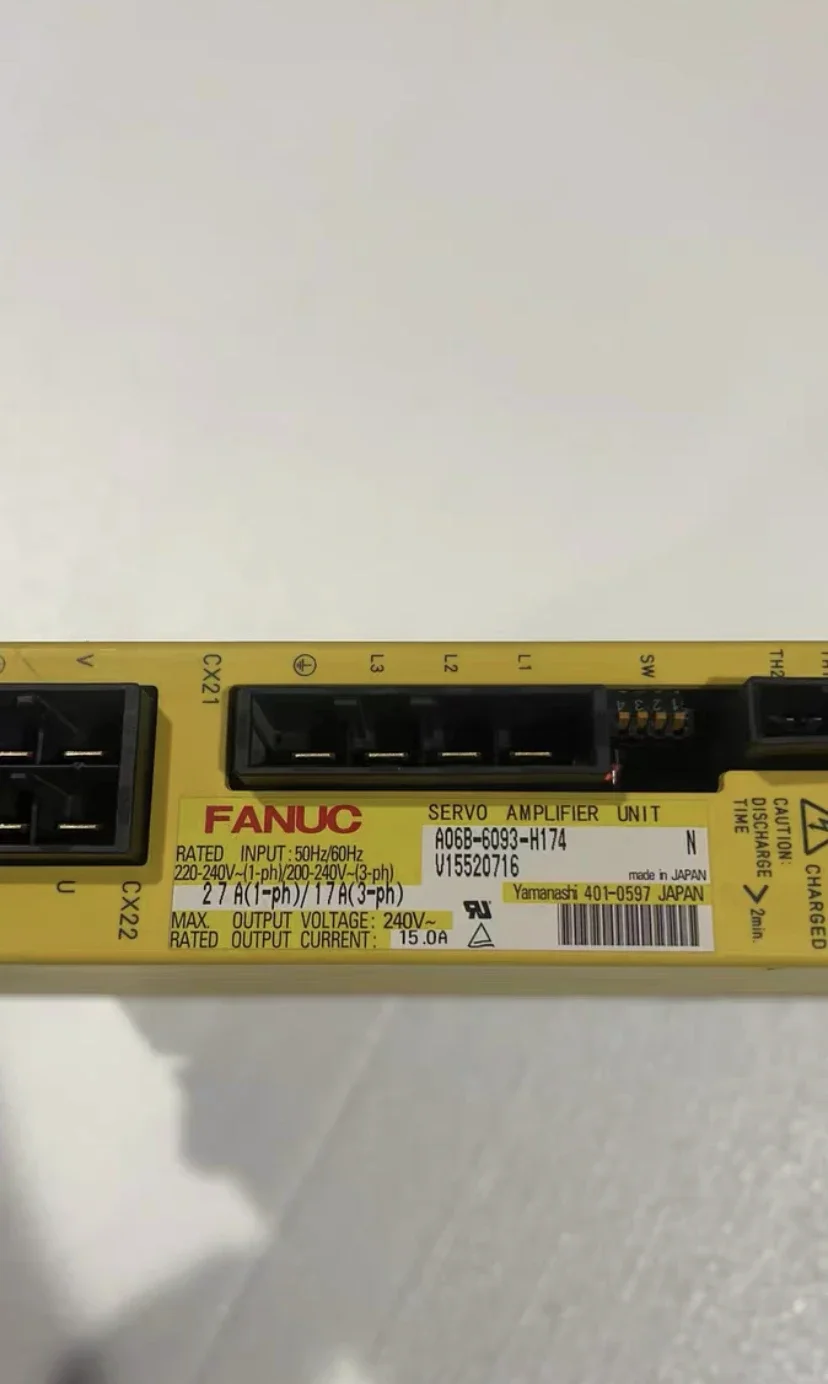 V
CX21
L3
L2
L1
SW
4 3 2 1
TH2
TH1
U
CX22
FANUC
SERVO AMPLIFIER UNIT
A06B-6093-H174 N
V15520716
made in JAPAN
Yamanashi 401-0597 JAPAN
RATED INPUT: 50Hz/60Hz
220-240V~(1-ph)/200-240V~(3-ph)
27A(1-ph)/17A(3-ph)
MAX. OUTPUT VOLTAGE: 240V~
RATED OUTPUT CURRENT: 15.0A
CAUTION:
DISCHARGE
TIME
> 2min.
CHARGED